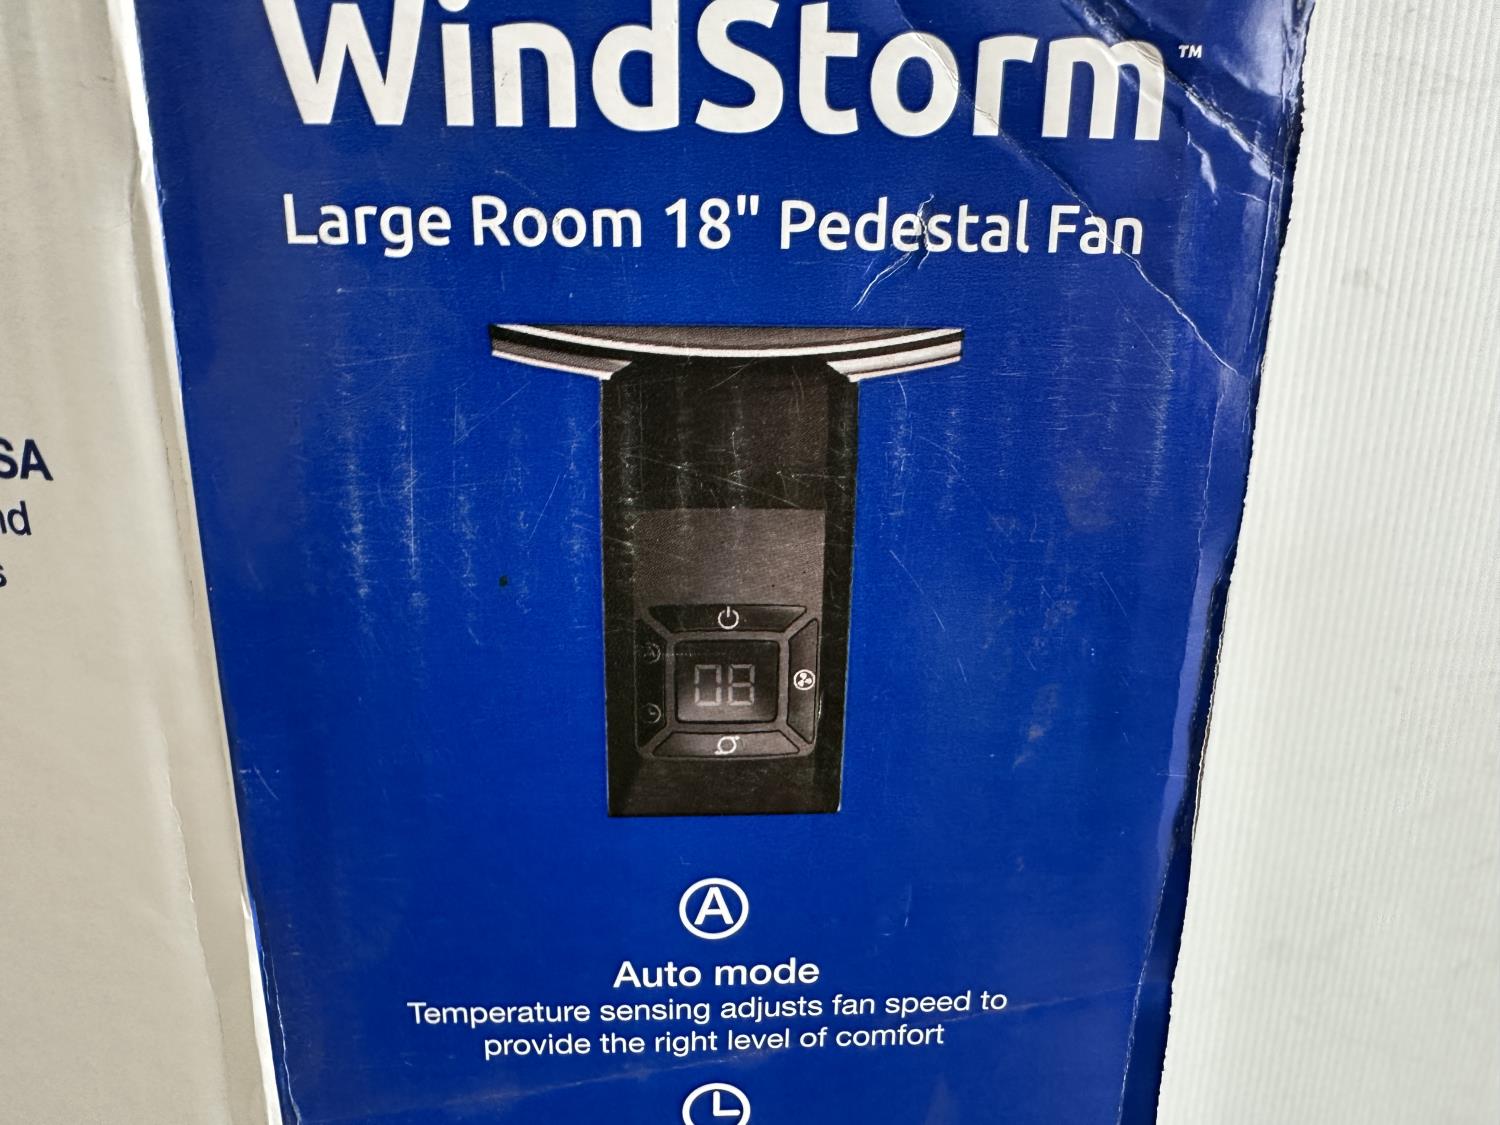 WindStorm™
Large Room 18" Pedestal Fan
SA
nd
s
08
A
Auto mode
Temperature sensing adjusts fan speed to
provide the right level of comfort